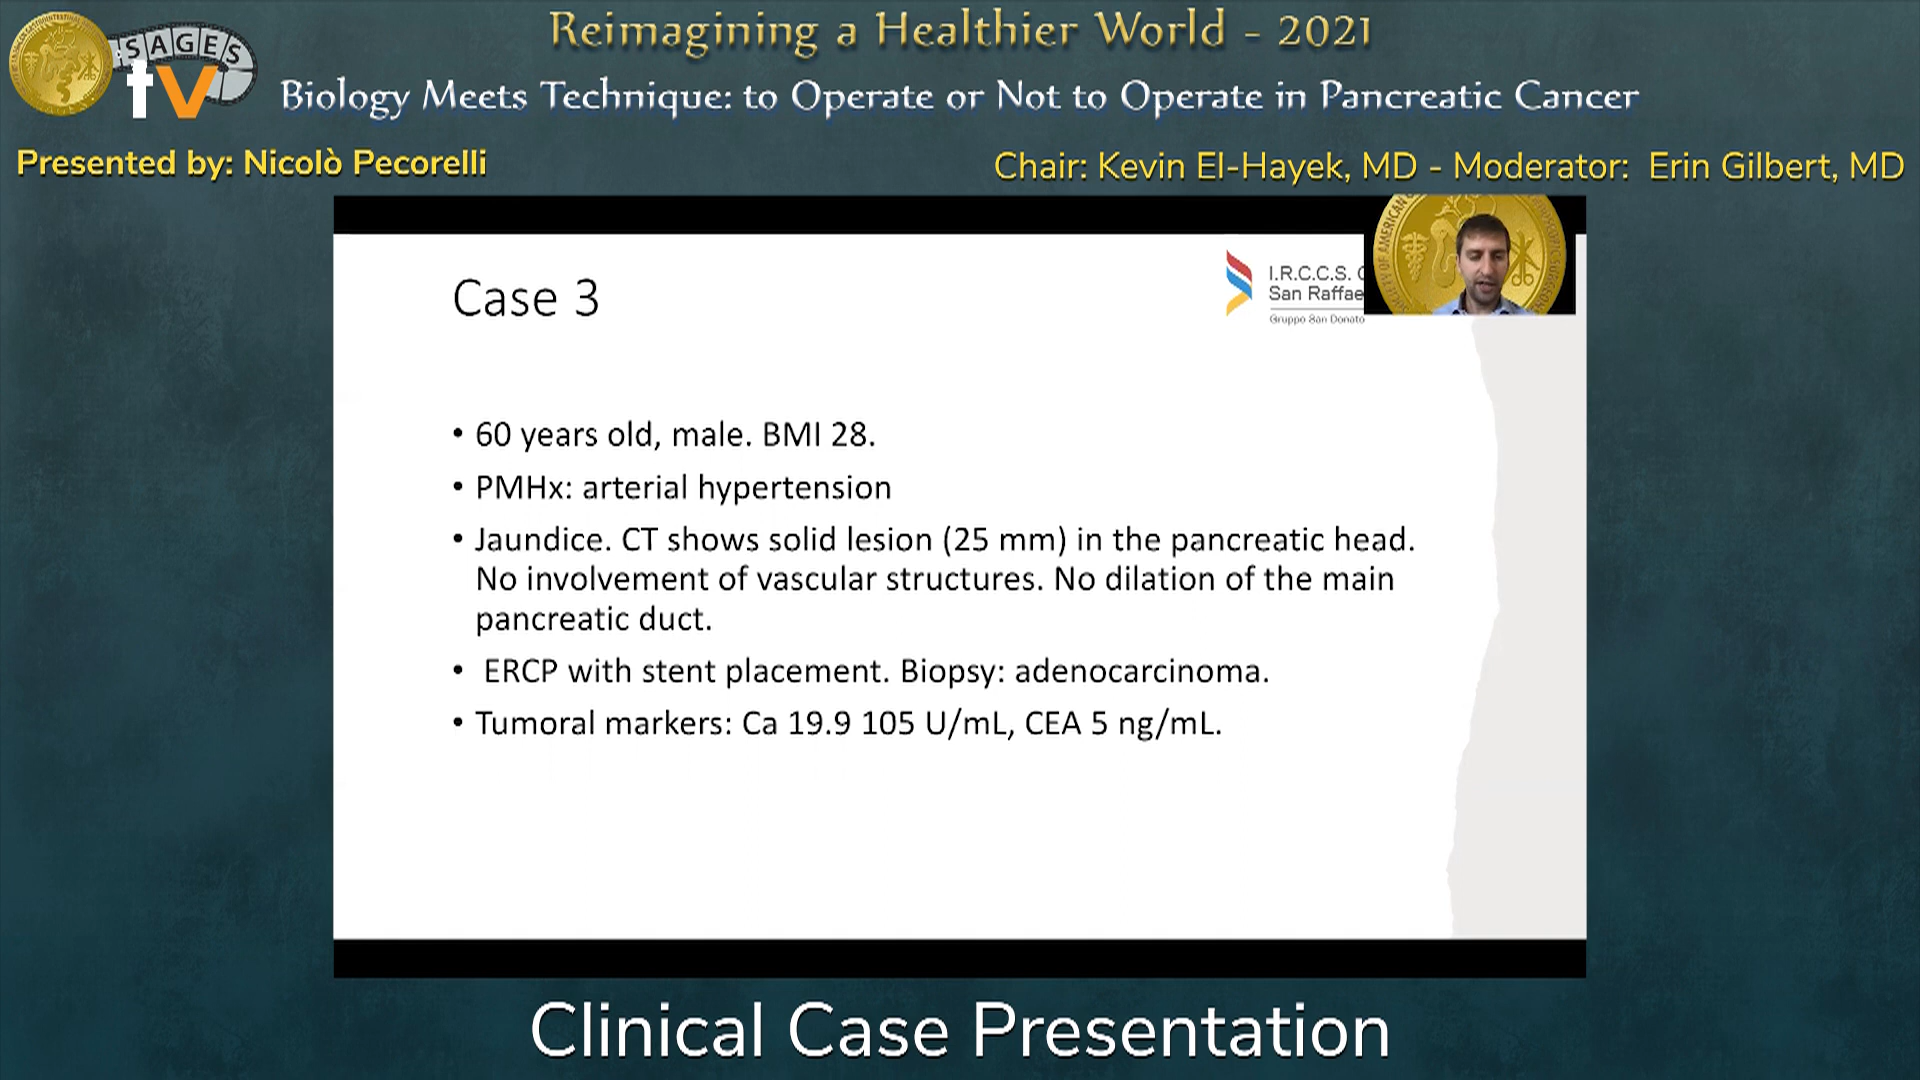 Reimagining a Healthier World - 2021
SAGES
tv
Biology Meets Technique: to Operate or Not to Operate in Pancreatic Cancer
Presented by: Nicolò Pecorelli
Chair: Kevin El-Hayek, MD - Moderator: Erin Gilbert, MD
I.R.C.C.S.
San Raffae
Gruppo San Donato
Case 3
• 60 years old, male. BMI 28.
• PMHx: arterial hypertension
• Jaundice. CT shows solid lesion (25 mm) in the pancreatic head.
No involvement of vascular structures. No dilation of the main
pancreatic duct.
• ERCP with stent placement. Biopsy: adenocarcinoma.
• Tumoral markers: Ca 19.9 105 U/mL, CEA 5 ng/mL.
Clinical Case Presentation